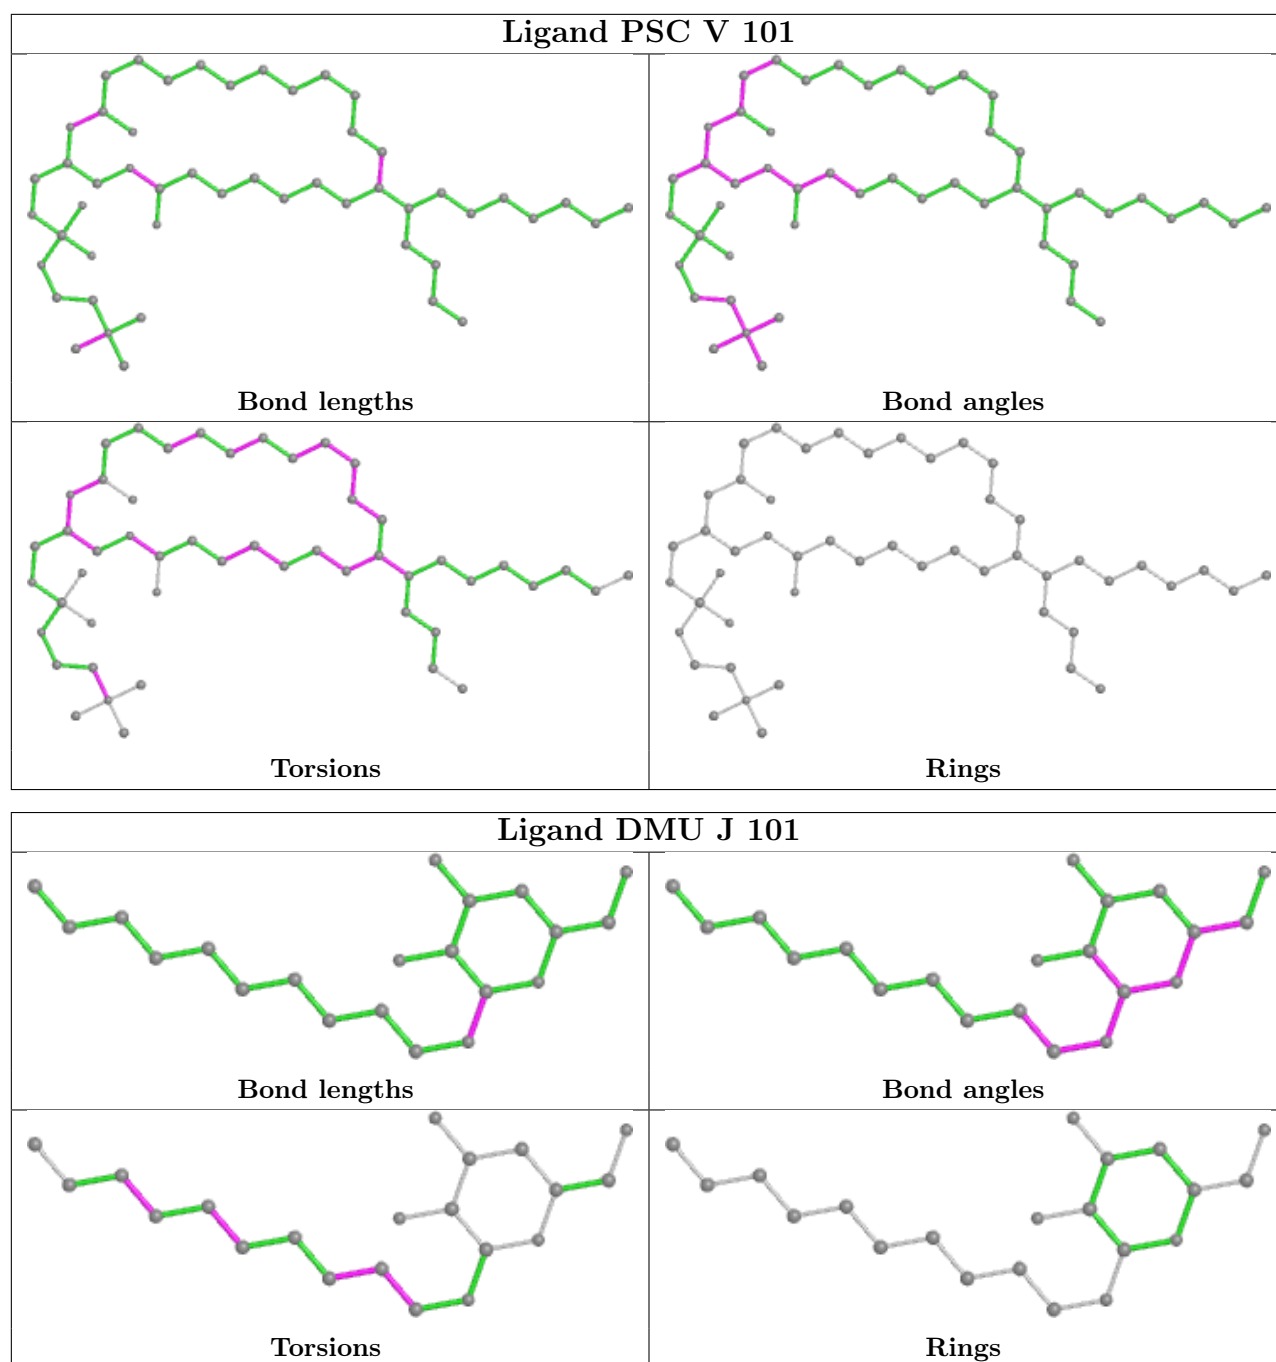 Ligand PSC V 101
Bond lengths
Bond angles
Torsions
Rings
Ligand DMU J 101
Bond lengths
Bond angles
Torsions
Rings